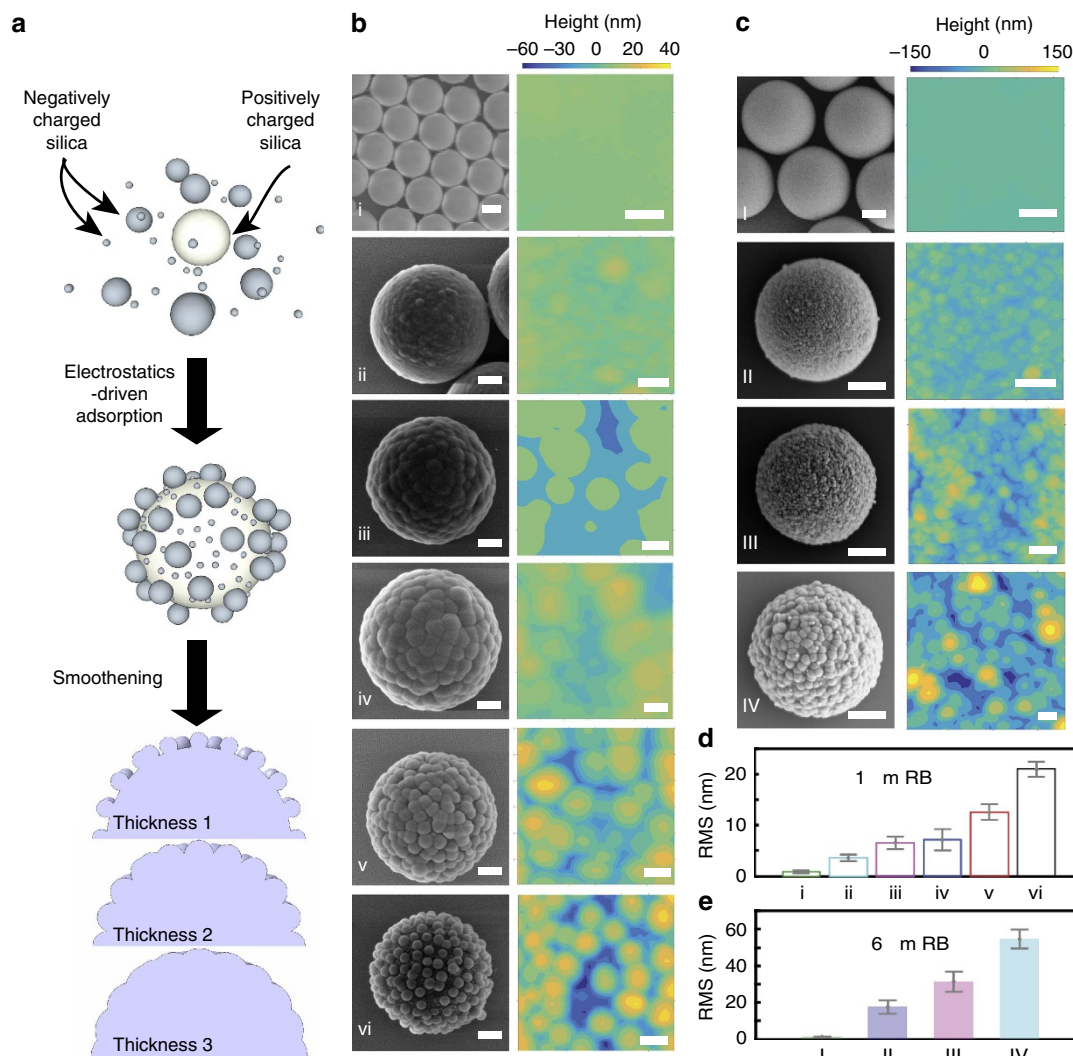 a
Negatively
charged
silica
Positively
charged
silica
Electrostatics
-driven
adsorption
Smoothening
Thickness 1
Thickness 2
Thickness 3
b
Height (nm)
–60 –30 0 20 40
i
ii
iii
iv
v
vi
c
Height (nm)
–150 0 150
I
II
III
IV
d
1 m RB
RMS (nm)
20
10
0
i ii iii iv v vi
e
6 m RB
RMS (nm)
60
40
20
0
I II III IV